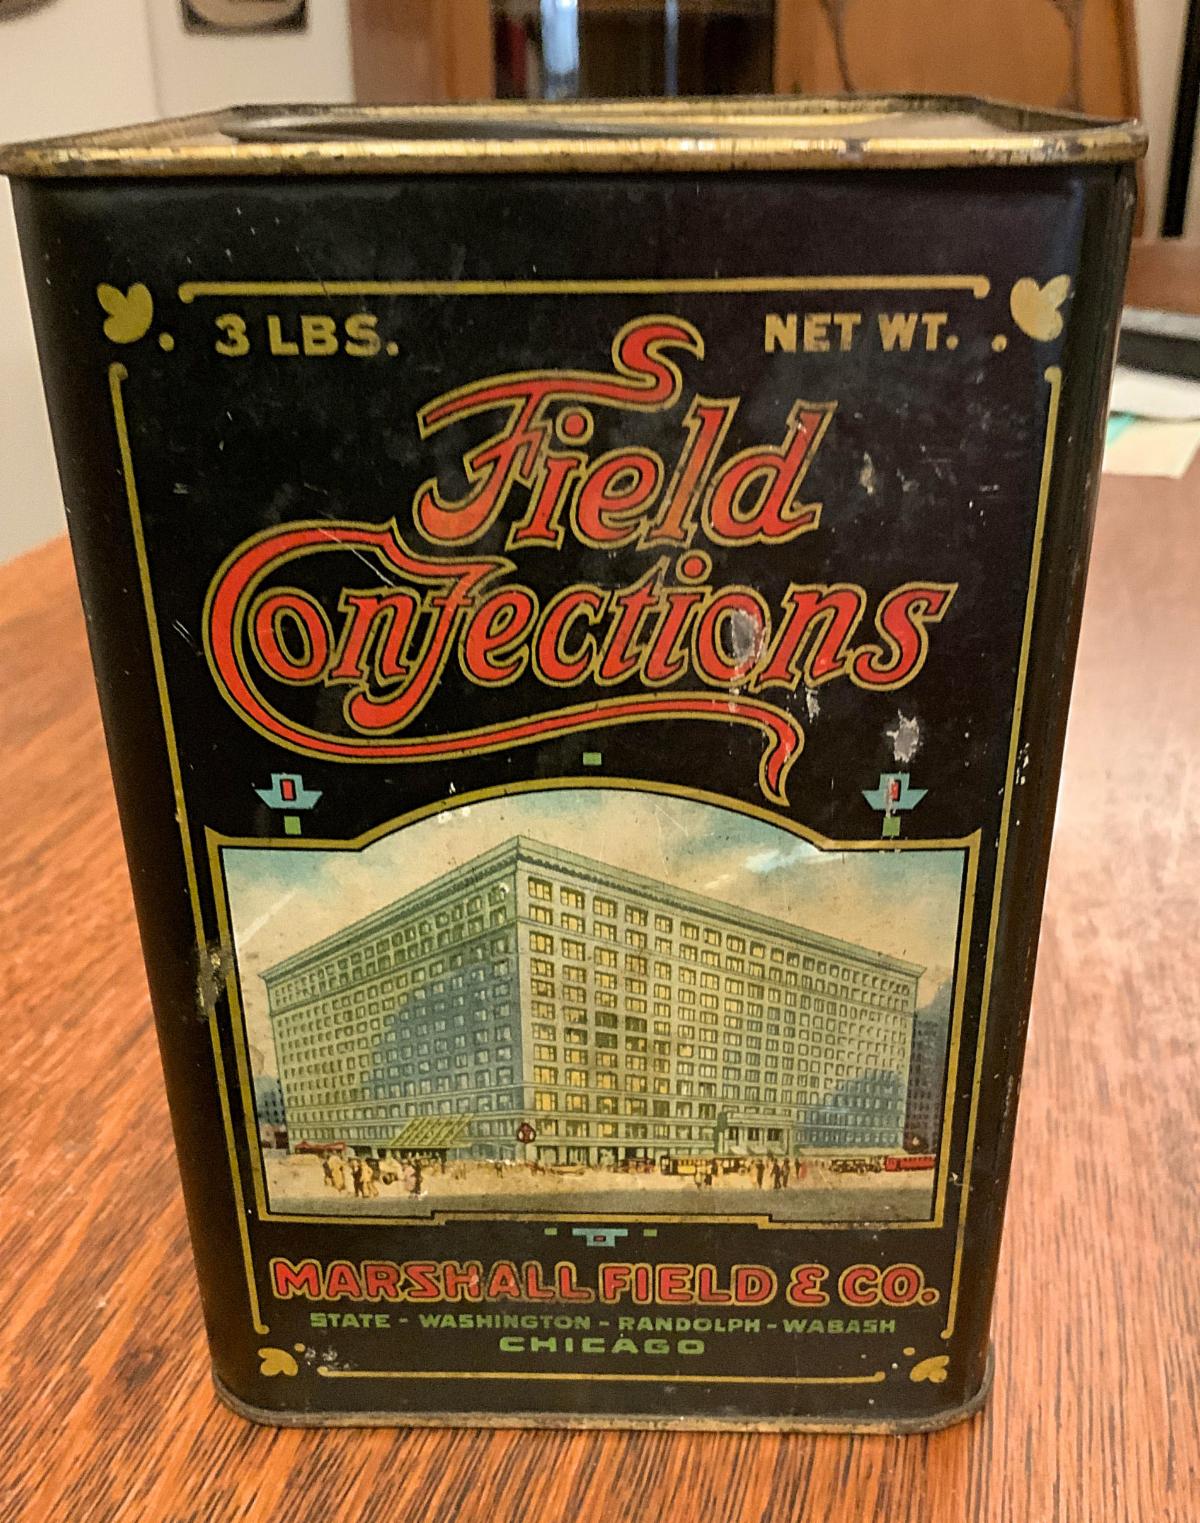 3 LBS. NET WT.
Field
Confections
MARSHALL FIELD & CO.
STATE - WASHINGTON - RANDOLPH - WABASH
CHICAGO